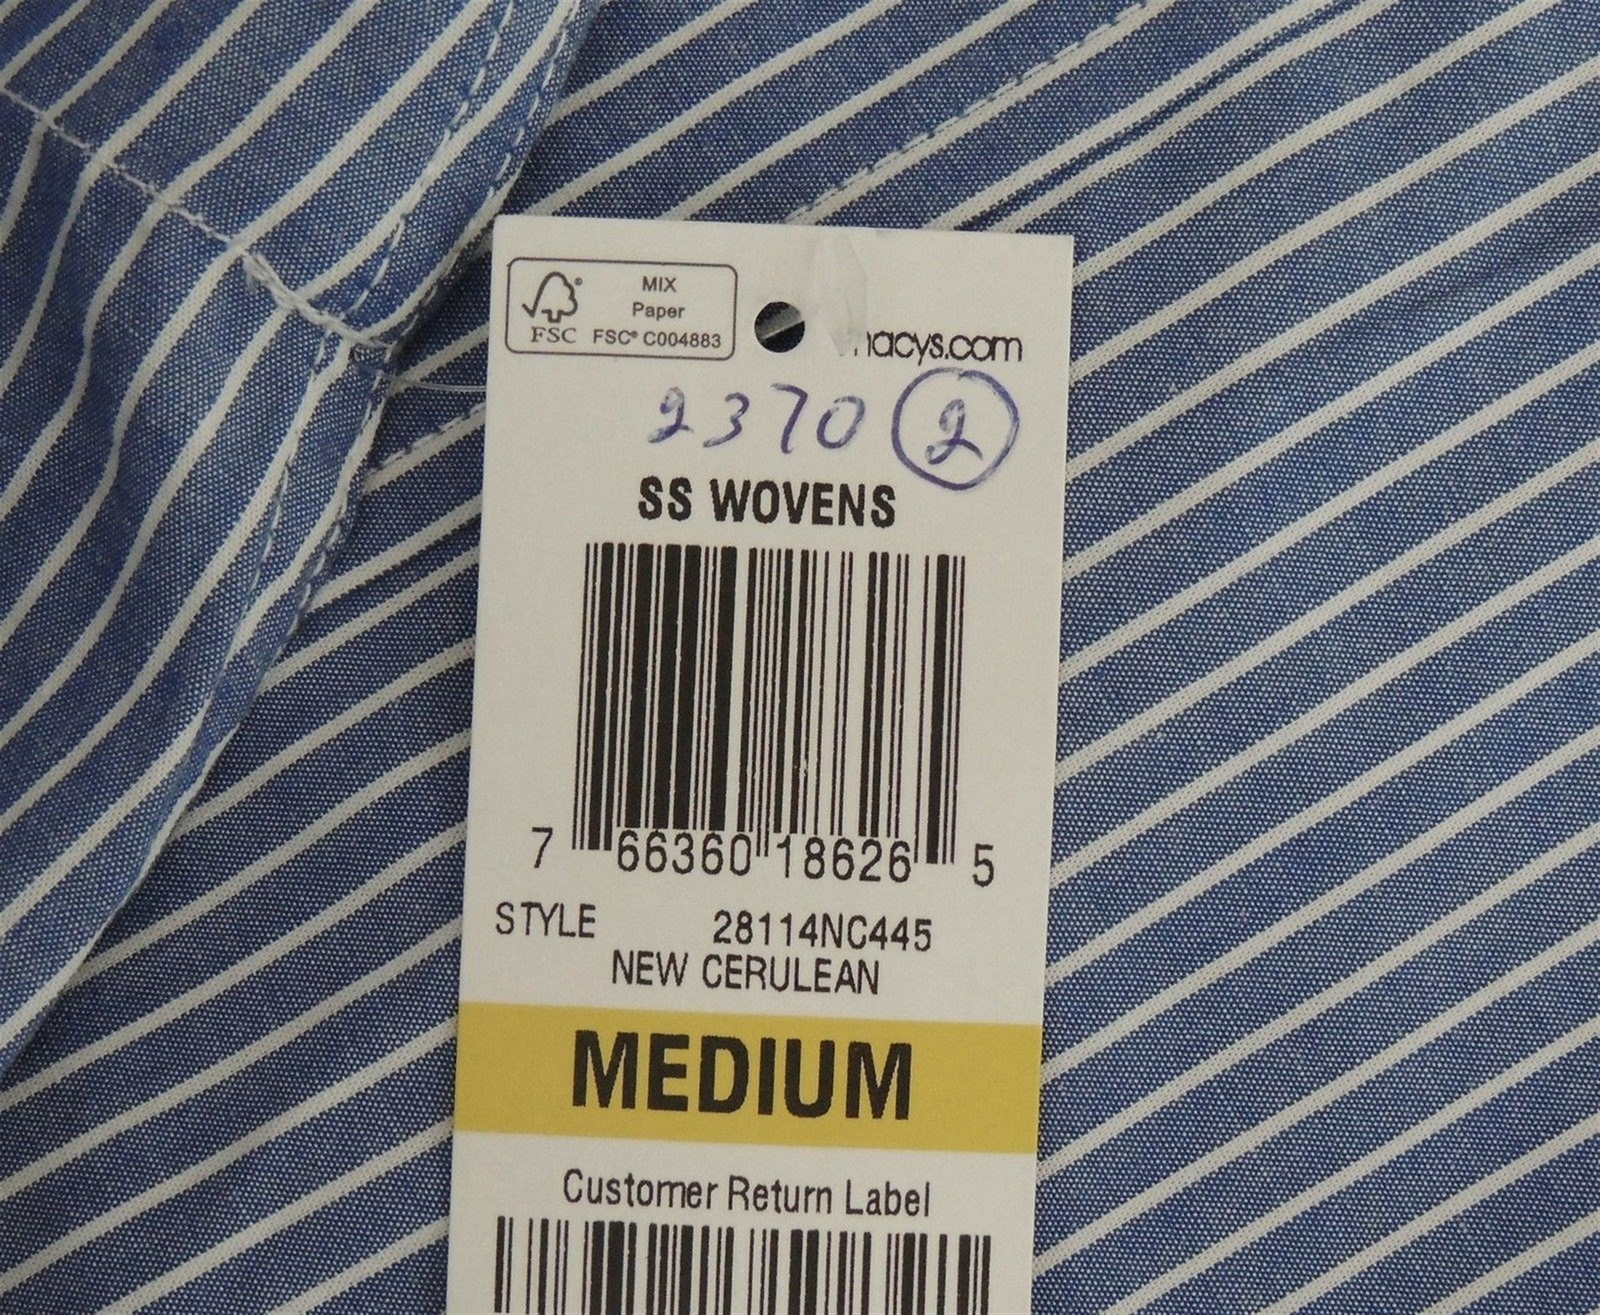 MIX
Paper
FSC FSC® C004883
macys.com
2370 2
SS WOVENS
7 66360 18626 5
STYLE 28114NC445
NEW CERULEAN
MEDIUM
Customer Return Label